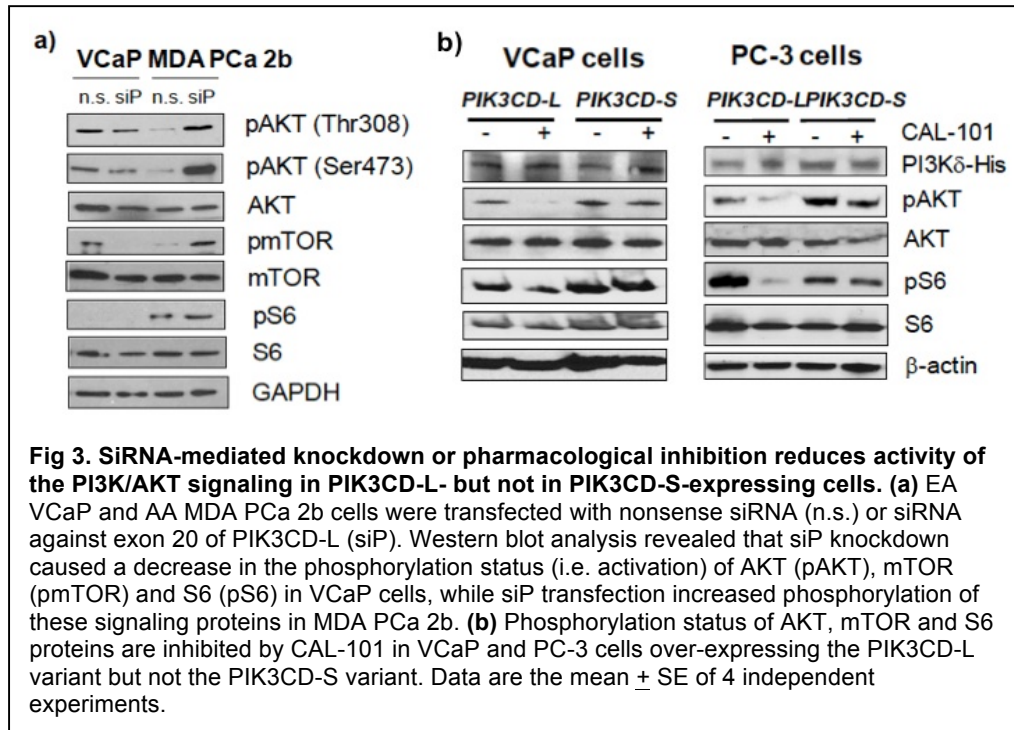 a)
VCaP MDA PCa 2b
n.s. siP n.s. siP
pAKT (Thr308)
pAKT (Ser473)
AKT
pmTOR
mTOR
pS6
S6
GAPDH
b)
VCaP cells PC-3 cells
PIK3CD-L PIK3CD-S PIK3CD-LPIK3CD-S
- + - + - + - + CAL-101
PI3Kδ-His
pAKT
AKT
pS6
S6
β-actin
Fig 3. SiRNA-mediated knockdown or pharmacological inhibition reduces activity of
the PI3K/AKT signaling in PIK3CD-L- but not in PIK3CD-S-expressing cells. (a) EA
VCaP and AA MDA PCa 2b cells were transfected with nonsense siRNA (n.s.) or siRNA
against exon 20 of PIK3CD-L (siP). Western blot analysis revealed that siP knockdown
caused a decrease in the phosphorylation status (i.e. activation) of AKT (pAKT), mTOR
(pmTOR) and S6 (pS6) in VCaP cells, while siP transfection increased phosphorylation of
these signaling proteins in MDA PCa 2b. (b) Phosphorylation status of AKT, mTOR and S6
proteins are inhibited by CAL-101 in VCaP and PC-3 cells over-expressing the PIK3CD-L
variant but not the PIK3CD-S variant. Data are the mean ± SE of 4 independent
experiments.